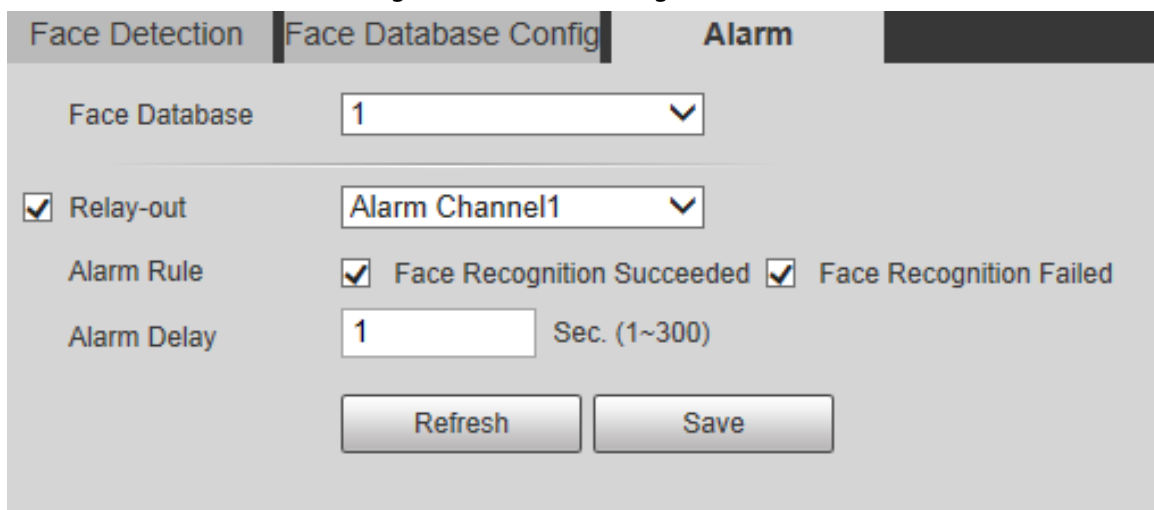 Face Detection Face Database Config Alarm
Face Database 1
Relay-out Alarm Channel1
Alarm Rule Face Recognition Succeeded Face Recognition Failed
Alarm Delay 1 Sec. (1~300)
Refresh Save